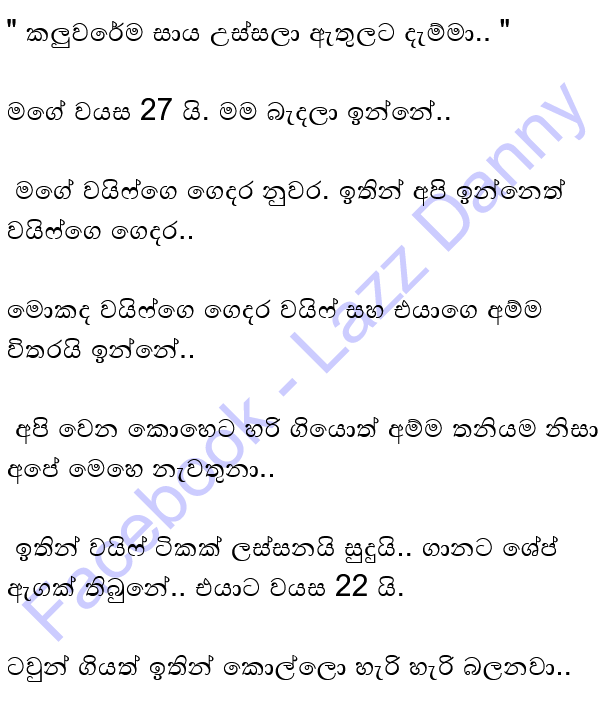 " කලුවරේම සාය උස්සලා ඇතුලට දැම්මා.. "
මගේ වයස 27 යි. මම බැදලා ඉන්නේ..
මගේ වයිෆ්ගෙ ගෙදර නුවර. ඉතින් අපි ඉන්නෙත්
වයිෆ්ගෙ ගෙදර..
මොකද වයිෆ්ගෙ ගෙදර වයිෆ් සහ එයාගෙ අම්ම
විතරයි ඉන්නේ..
අපි වෙන කොහෙට හරි ගියොත් අම්ම තනියම නිසා
අපේ මෙහෙ නැවතුනා..
ඉතින් වයිෆ් ටිකක් ලස්සනයි සුදුයි.. ගානට ශේප්
ඇගක් තිබුනේ.. එයාට වයස 22 යි.
ටවුන් ගියත් ඉතින් කොල්ලො හැරි හැරි බලනවා..
Facebook - Lazz Danny